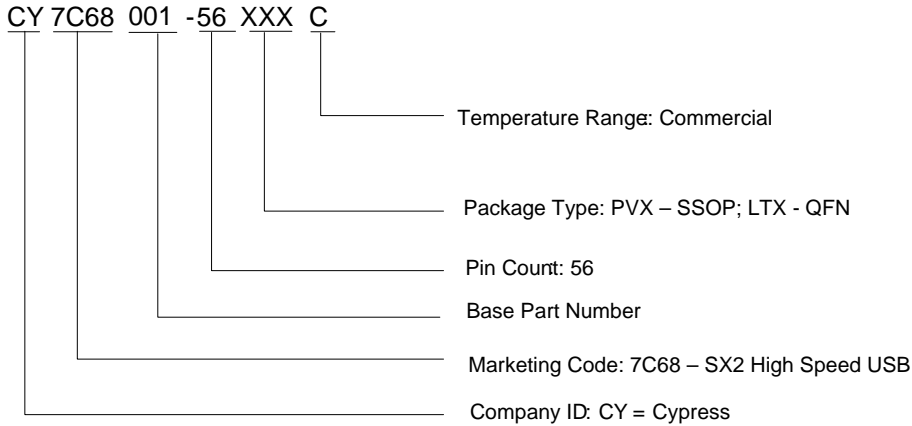 CY 7C68 001 -56 XXX C
Temperature Range: Commercial
Package Type: PVX – SSOP; LTX - QFN
Pin Count: 56
Base Part Number
Marketing Code: 7C68 – SX2 High Speed USB
Company ID: CY = Cypress